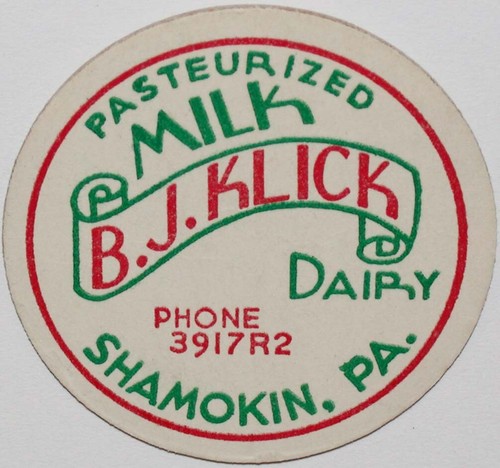 PASTEURIZED
MILK
B.J. KLICK
DAIRY
PHONE
3917R2
SHAMOKIN, PA.